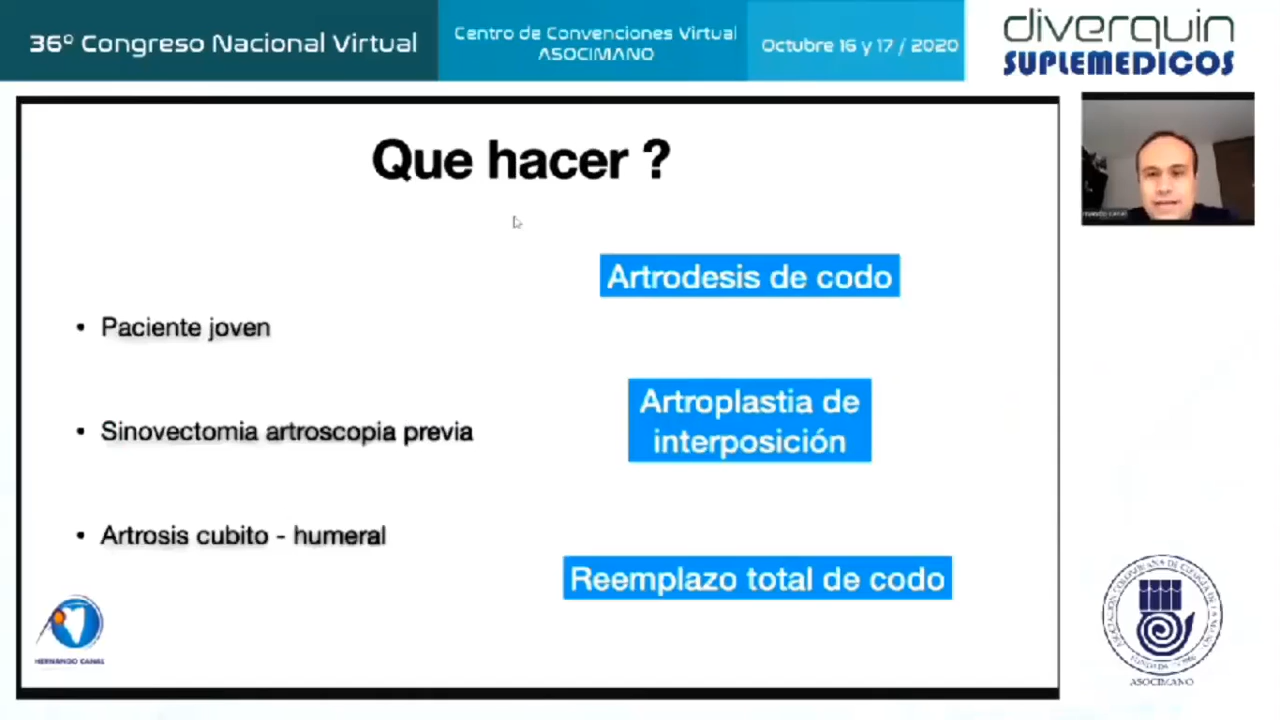 36º Congreso Nacional Virtual
Centro de Convenciones Virtual
ASOCIMANO
Octubre 16 y 17 / 2020
diverquin
SUPLEMEDICOS
Que hacer ?
Artrodesis de codo
• Paciente joven
Artroplastia de
interposición
• Sinovectomia artroscopia previa
• Artrosis cubito - humeral
Reemplazo total de codo
HERNANDO CANAL
ASOCIMANO